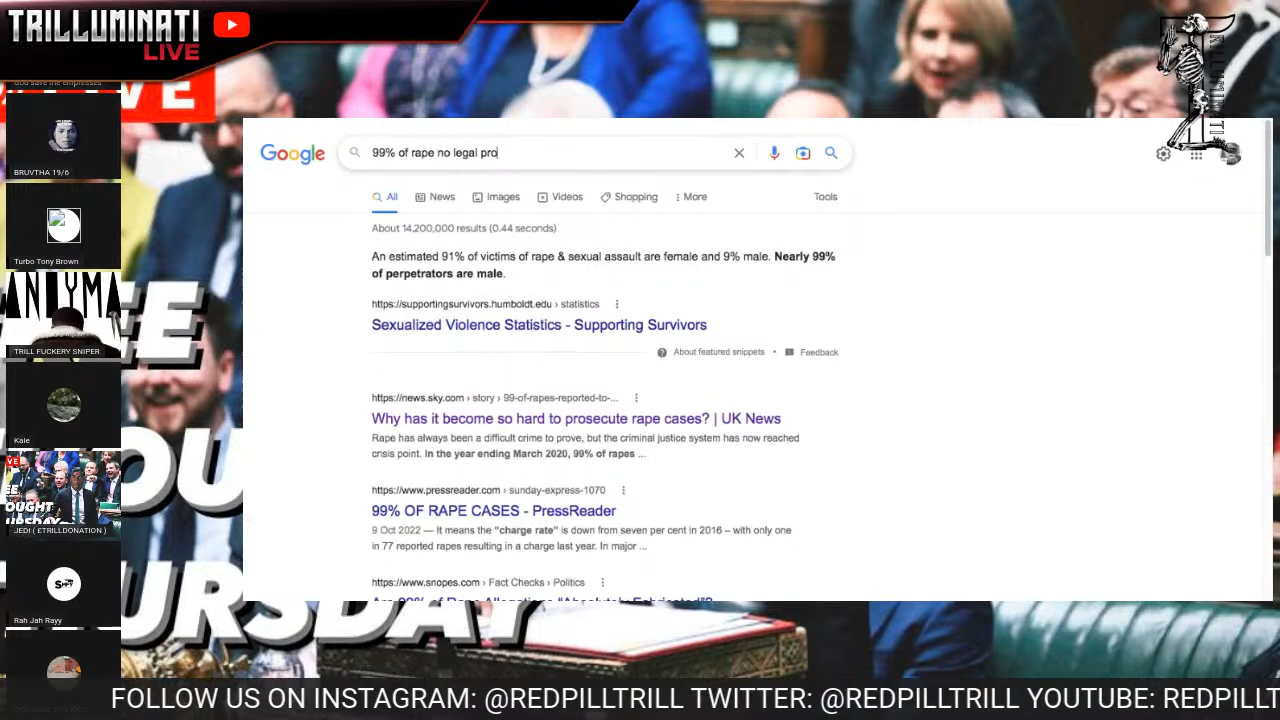 TRILLUMINATI
LIVE
God save the empresses
VE
BRUVTHA 19/6
Turbo Tony Brown
TRILL FUCKERY SNIPER
Kale
JEDI ( ETRILLDONATION )
Rah Jah Rayy
Google
99% of rape no legal pro
All
News
Images
Videos
Shopping
More
Tools
About 14,200,000 results (0.44 seconds)
An estimated 91% of victims of rape & sexual assault are female and 9% male. Nearly 99%
of perpetrators are male.
https://supportingsurvivors.humboldt.edu › statistics
Sexualized Violence Statistics - Supporting Survivors
About featured snippets • Feedback
https://news.sky.com › story › 99-of-rapes-reported-to-...
Why has it become so hard to prosecute rape cases? | UK News
Rape has always been a difficult crime to prove, but the criminal justice system has now reached
crisis point. In the year ending March 2020, 99% of rapes ...
https://www.pressreader.com › sunday-express-1070
99% OF RAPE CASES - PressReader
9 Oct 2022 — It means the “charge rate” is down from seven per cent in 2016 – with only one
in 77 reported rapes resulting in a charge last year. In major ...
https://www.snopes.com › Fact Checks › Politics
FOLLOW US ON INSTAGRAM: @REDPILLTRILL TWITTER: @REDPILLTRILL YOUTUBE: REDPILLT